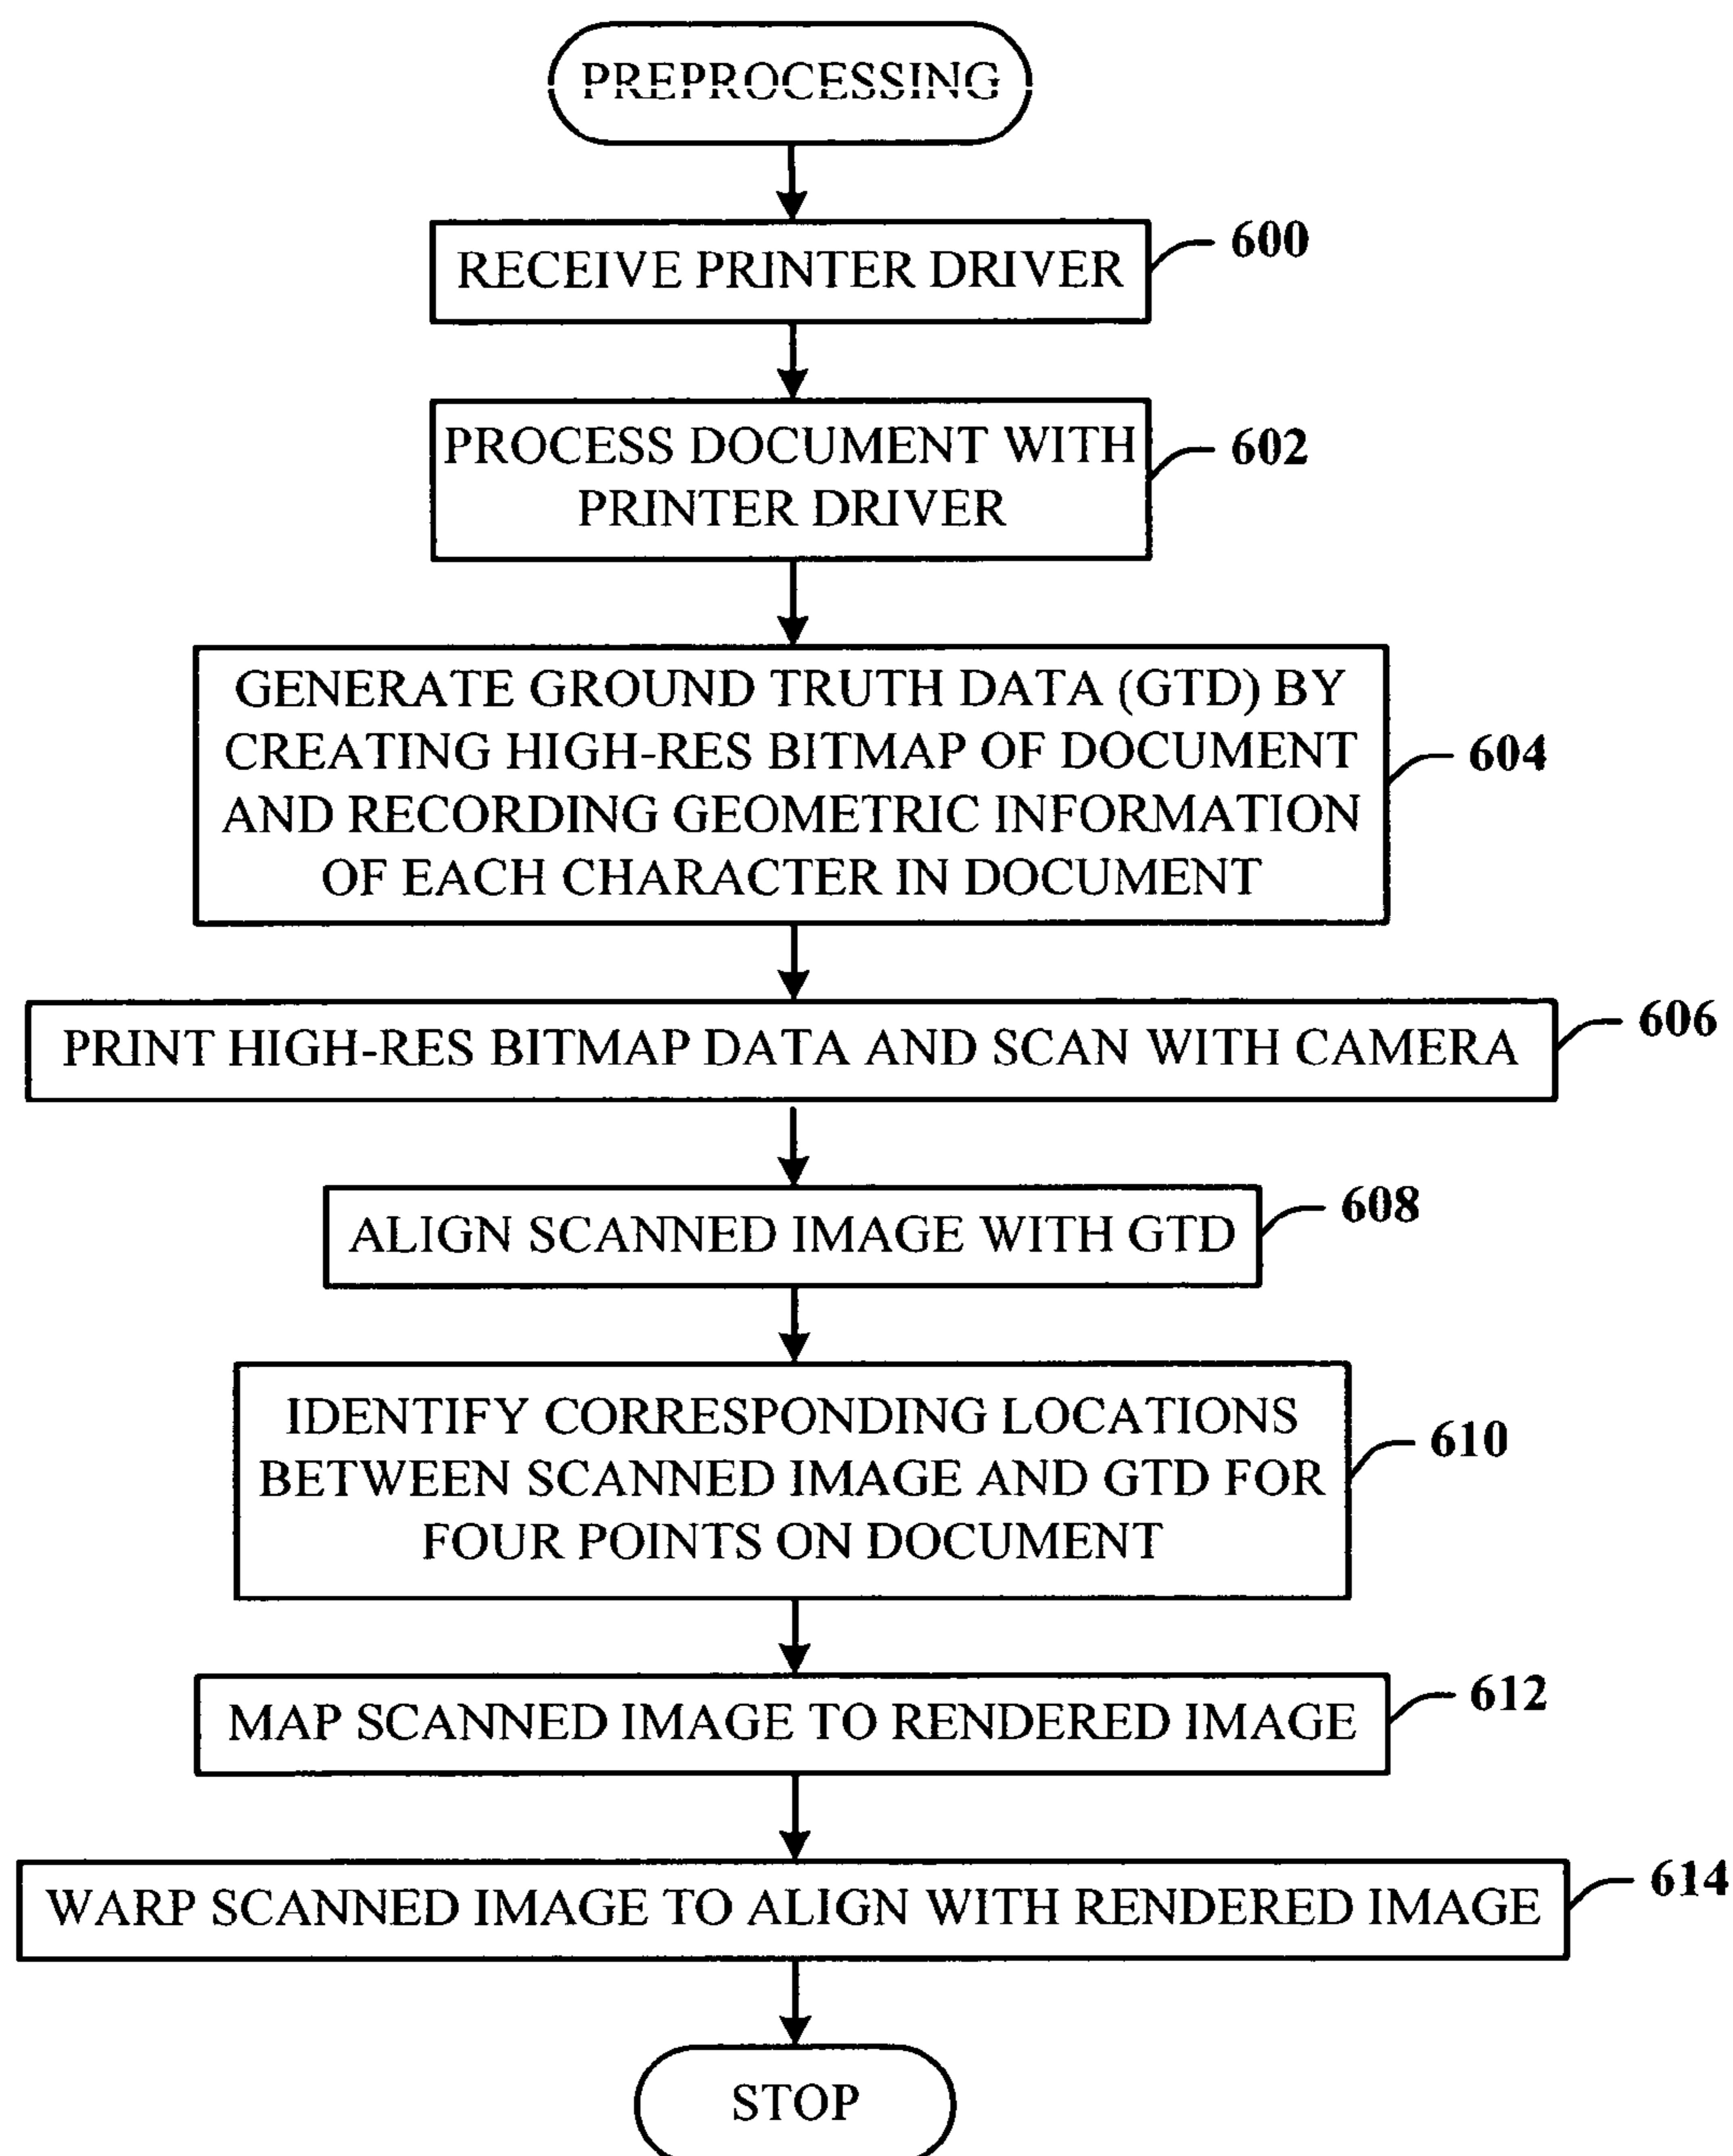 PREPROCESSING
RECEIVE PRINTER DRIVER
600
PROCESS DOCUMENT WITH
PRINTER DRIVER
602
GENERATE GROUND TRUTH DATA (GTD) BY
CREATING HIGH-RES BITMAP OF DOCUMENT
AND RECORDING GEOMETRIC INFORMATION
OF EACH CHARACTER IN DOCUMENT
604
PRINT HIGH-RES BITMAP DATA AND SCAN WITH CAMERA
606
ALIGN SCANNED IMAGE WITH GTD
608
IDENTIFY CORRESPONDING LOCATIONS
BETWEEN SCANNED IMAGE AND GTD FOR
FOUR POINTS ON DOCUMENT
610
MAP SCANNED IMAGE TO RENDERED IMAGE
612
WARP SCANNED IMAGE TO ALIGN WITH RENDERED IMAGE
614
STOP